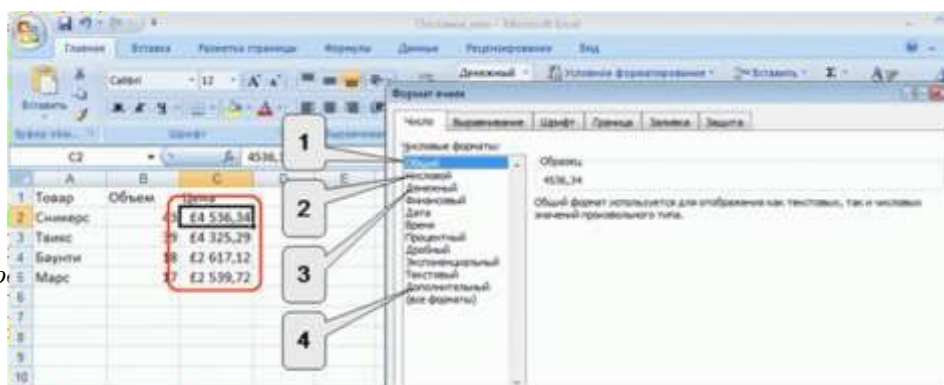 Поставки_имп - Microsoft Excel
Главная Вставка Разметка страницы Формулы Данные Рецензирование Вид
Calibri 12 Денежный Условное форматирование Вставить
Вставить
Шрифт
Формат ячеек
Число Выравнивание Шрифт Граница Заливка Защита
C2 4536,
Числовые форматы:
Общий
Числовой
Денежный
Финансовый
Дата
Время
Процентный
Дробный
Экспоненциальный
Текстовый
Дополнительный
(все форматы)
Образец
4536,34
Общий формат используется для отображения как текстовых, так и числовых
значений произвольного типа.
1
2
3
4
A B C D E
1 Товар Объем Цена
2 Сникерс £4 536,34
3 Твикс £4 325,29
4 Баунти £2 617,12
5 Марс £2 539,72
6
7
8
9
10